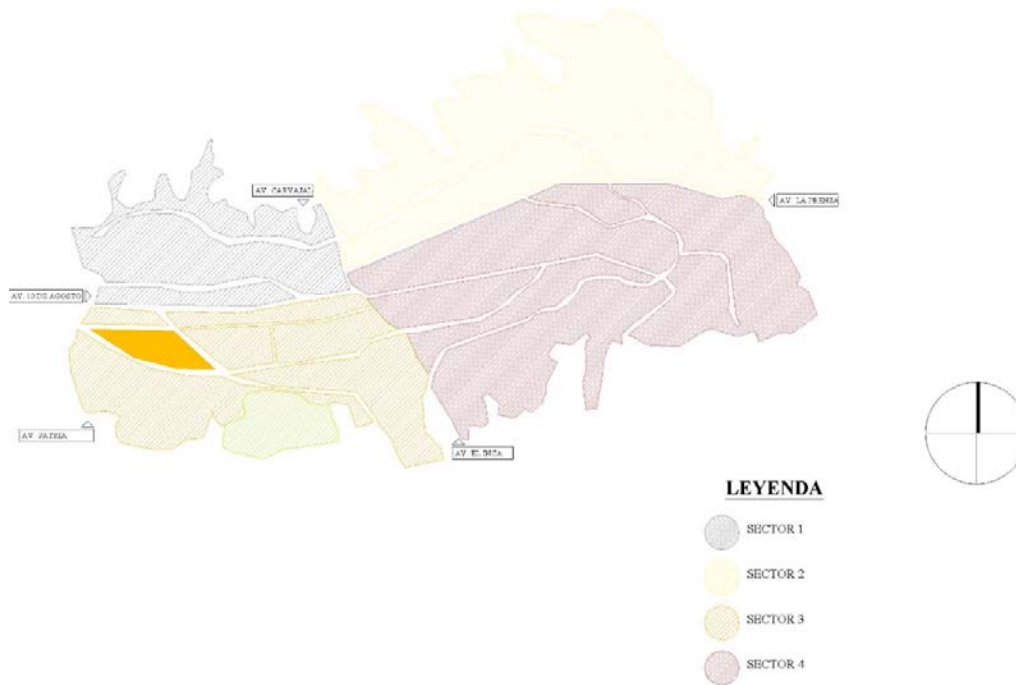 AV. CARVAJAL
AV. LA PRENSA
AV. 10 DE AGOSTO
AV. PATRIA
AV. EL INCA
LEYENDA
SECTOR 1
SECTOR 2
SECTOR 3
SECTOR 4